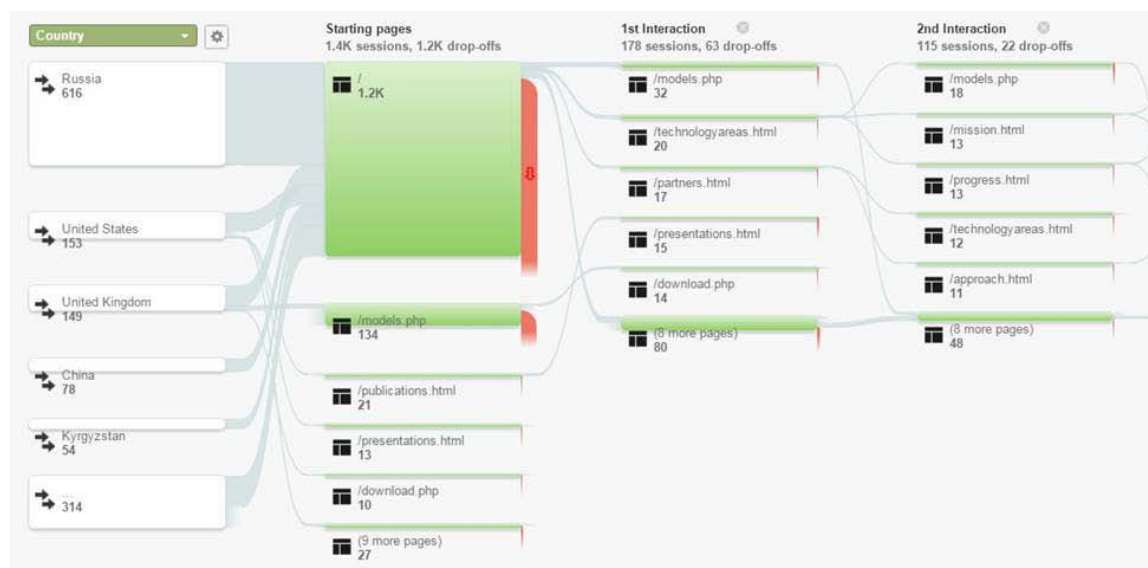 Country
Russia
616
United States
153
United Kingdom
149
China
78
Kyrgyzstan
54
...
314
Starting pages
1.4K sessions, 1.2K drop-offs
/
1.2K
/models.php
134
/publications.html
21
/presentations.html
13
/download.php
10
(9 more pages)
27
1st Interaction
178 sessions, 63 drop-offs
/models.php
32
/technologyareas.html
20
/partners.html
17
/presentations.html
15
/download.php
14
(8 more pages)
80
2nd Interaction
115 sessions, 22 drop-offs
/models.php
18
/mission.html
13
/progress.html
13
/technologyareas.html
12
/approach.html
11
(8 more pages)
48